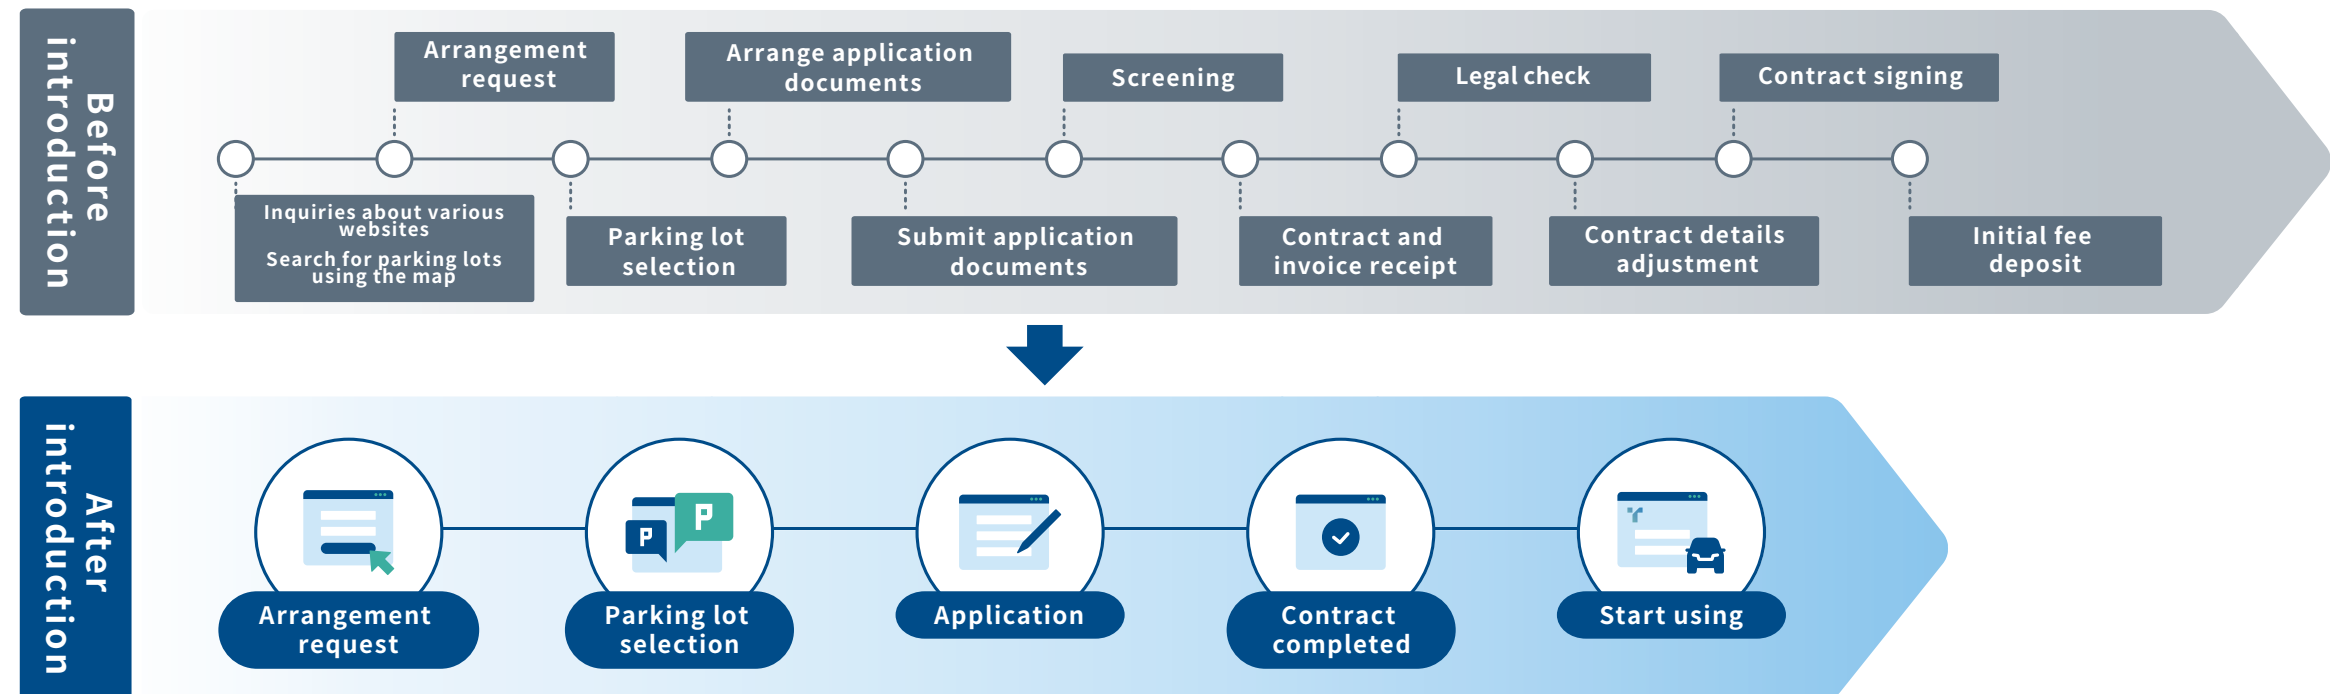 Before
introduction
Arrangement
request
Arrange application
documents
Screening
Legal check
Contract signing
Inquiries about various
websites
Search for parking lots
using the map
Parking lot
selection
Submit application
documents
Contract and
invoice receipt
Contract details
adjustment
Initial fee
deposit
After
introduction
P
P
Arrangement
request
Parking lot
selection
Application
Contract
completed
Start using